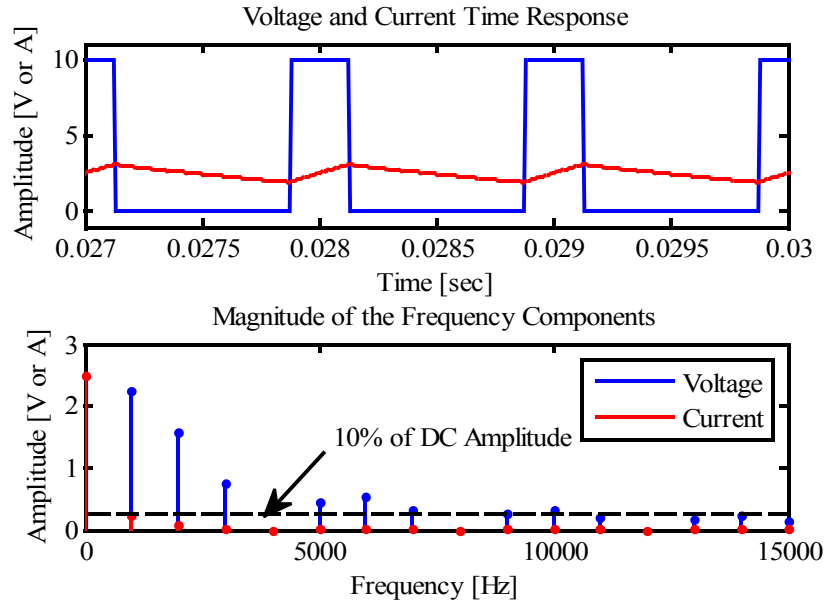 Voltage and Current Time Response
Amplitude [V or A]
10
5
0
0.027 0.0275 0.028 0.0285 0.029 0.0295 0.03
Time [sec]
Magnitude of the Frequency Components
Amplitude [V or A]
3
2
1
0
Voltage
Current
10% of DC Amplitude
0 5000 10000 15000
Frequency [Hz]